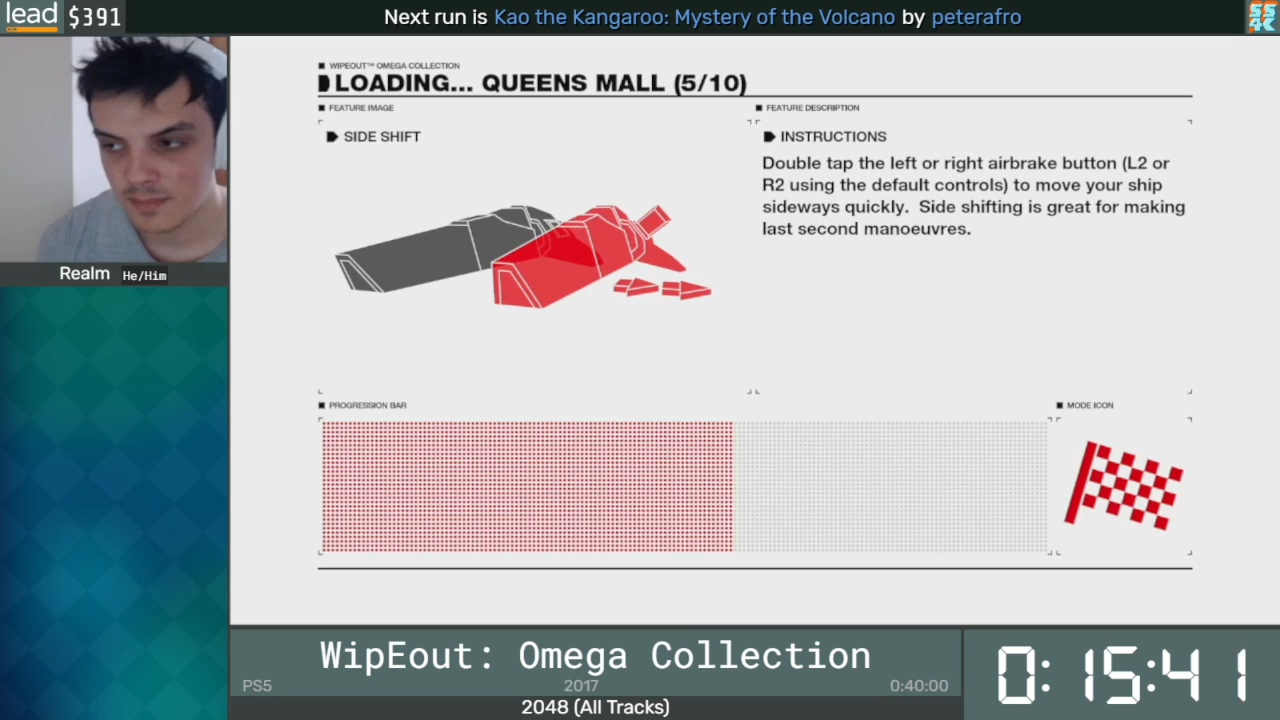 lead $391
Next run is Kao the Kangaroo: Mystery of the Volcano by peterafro
SS
4K
WIPEOUT™ OMEGA COLLECTION
LOADING... QUEENS MALL (5/10)
FEATURE IMAGE
FEATURE DESCRIPTION
SIDE SHIFT
INSTRUCTIONS
Double tap the left or right airbrake button (L2 or
R2 using the default controls) to move your ship
sideways quickly. Side shifting is great for making
last second manoeuvres.
Realm He/Him
PROGRESSION BAR
MODE ICON
WipEout: Omega Collection
PS5 2017 0:40:00
2048 (All Tracks)
0:15:41